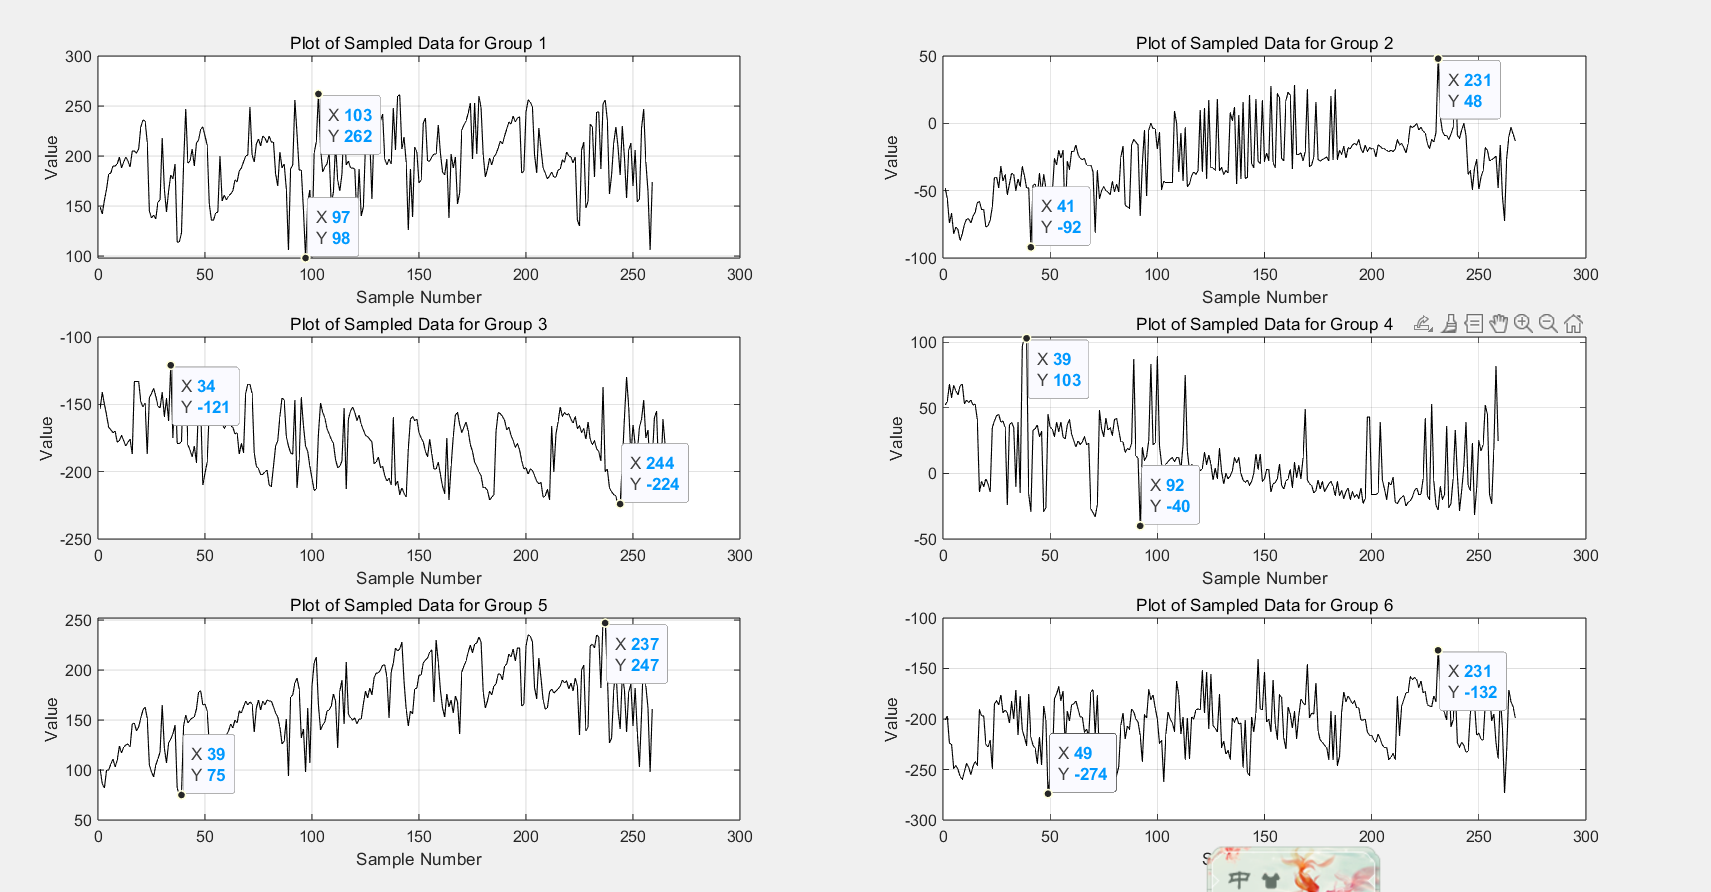 Plot of Sampled Data for Group 1
300
250
200
150
100
Value
X 103
Y 262
X 97
Y 98
0 50 100 150 200 250 300
Sample Number
Plot of Sampled Data for Group 2
50
0
-50
-100
Value
X 231
Y 48
X 41
Y -92
0 50 100 150 200 250 300
Sample Number
Plot of Sampled Data for Group 3
-100
-150
-200
-250
Value
X 34
Y -121
X 244
Y -224
0 50 100 150 200 250 300
Sample Number
Plot of Sampled Data for Group 4
100
50
0
-50
Value
X 39
Y 103
X 92
Y -40
0 50 100 150 200 250 300
Sample Number
Plot of Sampled Data for Group 5
250
200
150
100
50
Value
X 237
Y 247
X 39
Y 75
0 50 100 150 200 250 300
Sample Number
Plot of Sampled Data for Group 6
-100
-150
-200
-250
-300
Value
X 231
Y -132
X 49
Y -274
0 50 100 150 200 250 300
中